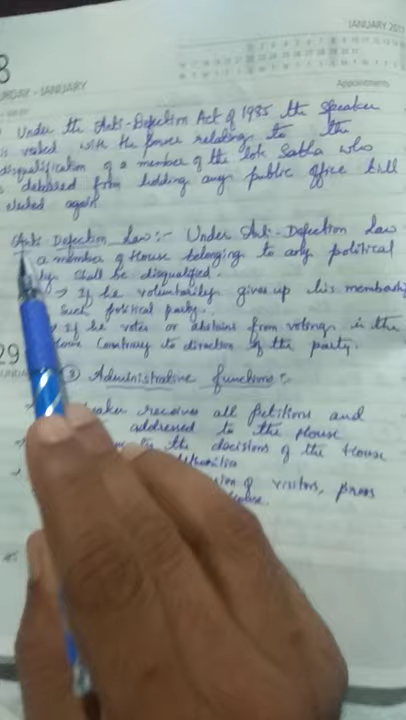 JANUARY 201
8
URDAY - JANUARY
Appointments
Under the Anti-Defection Act of 1985 the Speaker
is vested with the power relating to the
disqualification of a member of the Lok Sabha who
is debarred from holding any public office till
elected again
Anti Defection Law:- Under Anti-Defection Law
a member of House belonging to any political
shall be disqualified.
→ If he voluntarily gives up his membership
such political party.
→ If he votes or abstains from voting in the
House contrary to direction of the party.
29
③ Administrative functions:-
receives all petitions and
addressed to the House
the decisions of the House
of visitors, press